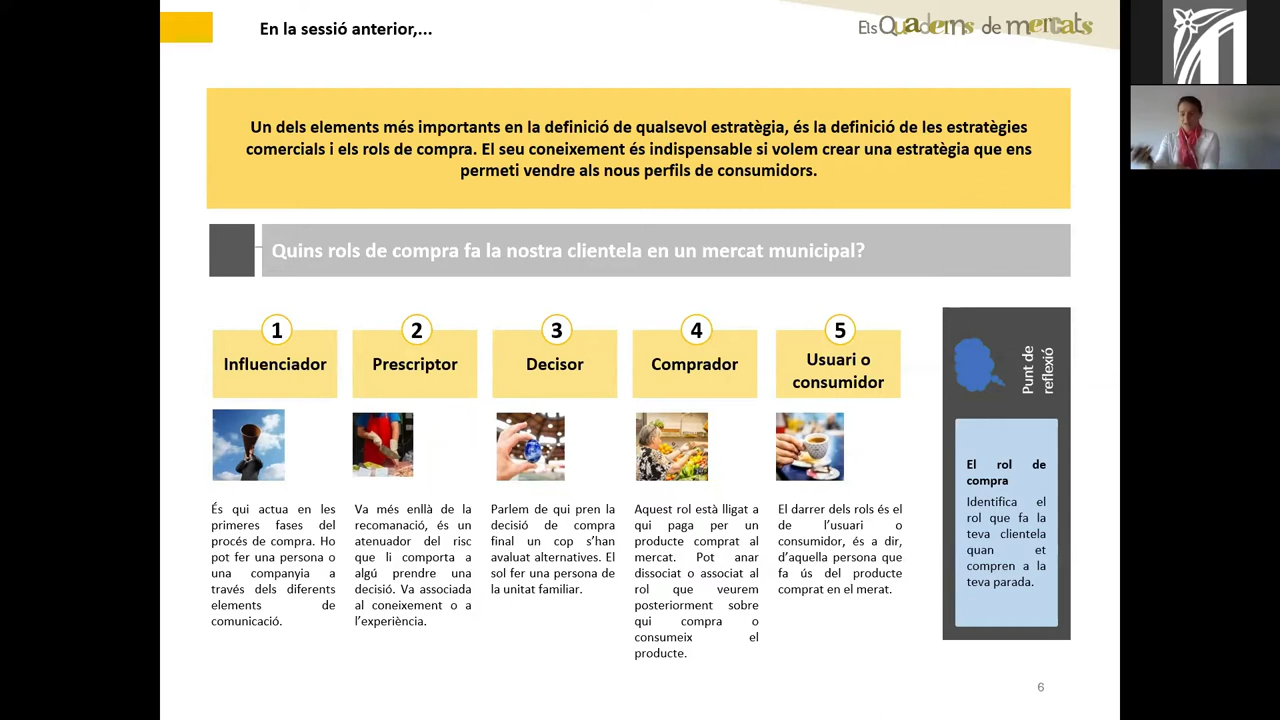 En la sessió anterior,...
Els Quaderns de mercats
Un dels elements més importants en la definició de qualsevol estratègia, és la definició de les estratègies
comercials i els rols de compra. El seu coneixement és indispensable si volem crear una estratègia que ens
permeti vendre als nous perfils de consumidors.
Quins rols de compra fa la nostra clientela en un mercat municipal?
1
Influenciador
És qui actua en les
primeres fases del
procés de compra. Ho
pot fer una persona o
una companyia a
través dels diferents
elements de
comunicació.
2
Prescriptor
Va més enllà de la
recomanació, és un
atenuador del risc
que li comporta a
algú prendre una
decisió. Va associada
al coneixement o a
l’experiència.
3
Decisor
Parlem de qui pren la
decisió de compra
final un cop s’han
avaluat alternatives. El
sol fer una persona de
la unitat familiar.
4
Comprador
Aquest rol està lligat a
qui paga per un
producte comprat al
mercat. Pot anar
dissociat o associat al
rol que veurem
posteriorment sobre
qui compra o
consumeix el
producte.
5
Usuari o
consumidor
El darrer dels rols és el
de l’usuari o
consumidor, és a dir,
d’aquella persona que
fa ús del producte
comprat en el merat.
Punt de
reflexió
El rol de
compra
Identifica el
rol que fa la
teva clientela
quan et
compren a la
teva parada.
6